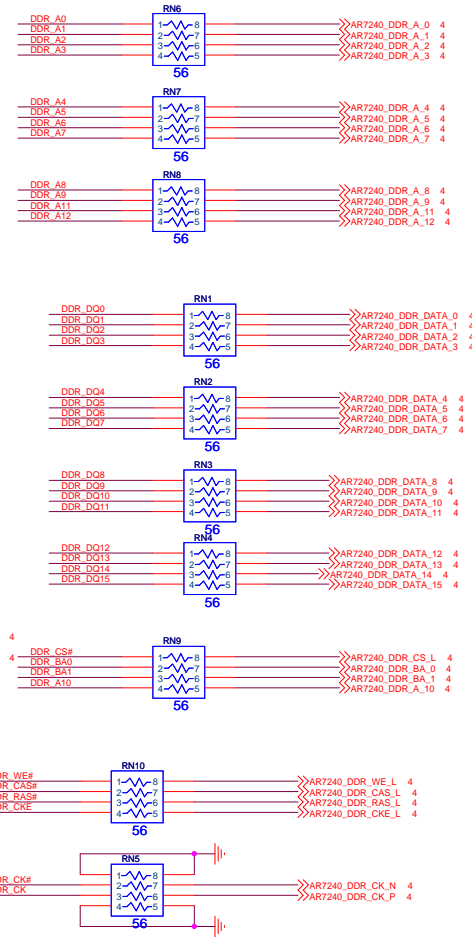 RN6
DDR_A0 1 8 AR7240_DDR_A_0 4
DDR_A1 2 7 AR7240_DDR_A_1 4
DDR_A2 3 6 AR7240_DDR_A_2 4
DDR_A3 4 5 AR7240_DDR_A_3 4
56
RN7
DDR_A4 1 8 AR7240_DDR_A_4 4
DDR_A5 2 7 AR7240_DDR_A_5 4
DDR_A6 3 6 AR7240_DDR_A_6 4
DDR_A7 4 5 AR7240_DDR_A_7 4
56
RN8
DDR_A8 1 8 AR7240_DDR_A_8 4
DDR_A9 2 7 AR7240_DDR_A_9 4
DDR_A11 3 6 AR7240_DDR_A_11 4
DDR_A12 4 5 AR7240_DDR_A_12 4
56
RN1
DDR_DQ0 1 8 AR7240_DDR_DATA_0 4
DDR_DQ1 2 7 AR7240_DDR_DATA_1 4
DDR_DQ2 3 6 AR7240_DDR_DATA_2 4
DDR_DQ3 4 5 AR7240_DDR_DATA_3 4
56
RN2
DDR_DQ4 1 8 AR7240_DDR_DATA_4 4
DDR_DQ5 2 7 AR7240_DDR_DATA_5 4
DDR_DQ6 3 6 AR7240_DDR_DATA_6 4
DDR_DQ7 4 5 AR7240_DDR_DATA_7 4
56
RN3
DDR_DQ8 1 8 AR7240_DDR_DATA_8 4
DDR_DQ9 2 7 AR7240_DDR_DATA_9 4
DDR_DQ10 3 6 AR7240_DDR_DATA_10 4
DDR_DQ11 4 5 AR7240_DDR_DATA_11 4
56
RN4
DDR_DQ12 1 8 AR7240_DDR_DATA_12 4
DDR_DQ13 2 7 AR7240_DDR_DATA_13 4
DDR_DQ14 3 6 AR7240_DDR_DATA_14 4
DDR_DQ15 4 5 AR7240_DDR_DATA_15 4
56
4
RN9
4 DDR_CS# 1 8 AR7240_DDR_CS_L 4
DDR_BA0 2 7 AR7240_DDR_BA_0 4
DDR_BA1 3 6 AR7240_DDR_BA_1 4
DDR_A10 4 5 AR7240_DDR_A_10 4
56
RN10
DR_WE# 1 8 AR7240_DDR_WE_L 4
DR_CAS# 2 7 AR7240_DDR_CAS_L 4
DR_RAS# 3 6 AR7240_DDR_RAS_L 4
DR_CKE 4 5 AR7240_DDR_CKE_L 4
56
RN5
1 8
DR_CK# 2 7 AR7240_DDR_CK_N 4
DR_CK 3 6 AR7240_DDR_CK_P 4
4 5
56